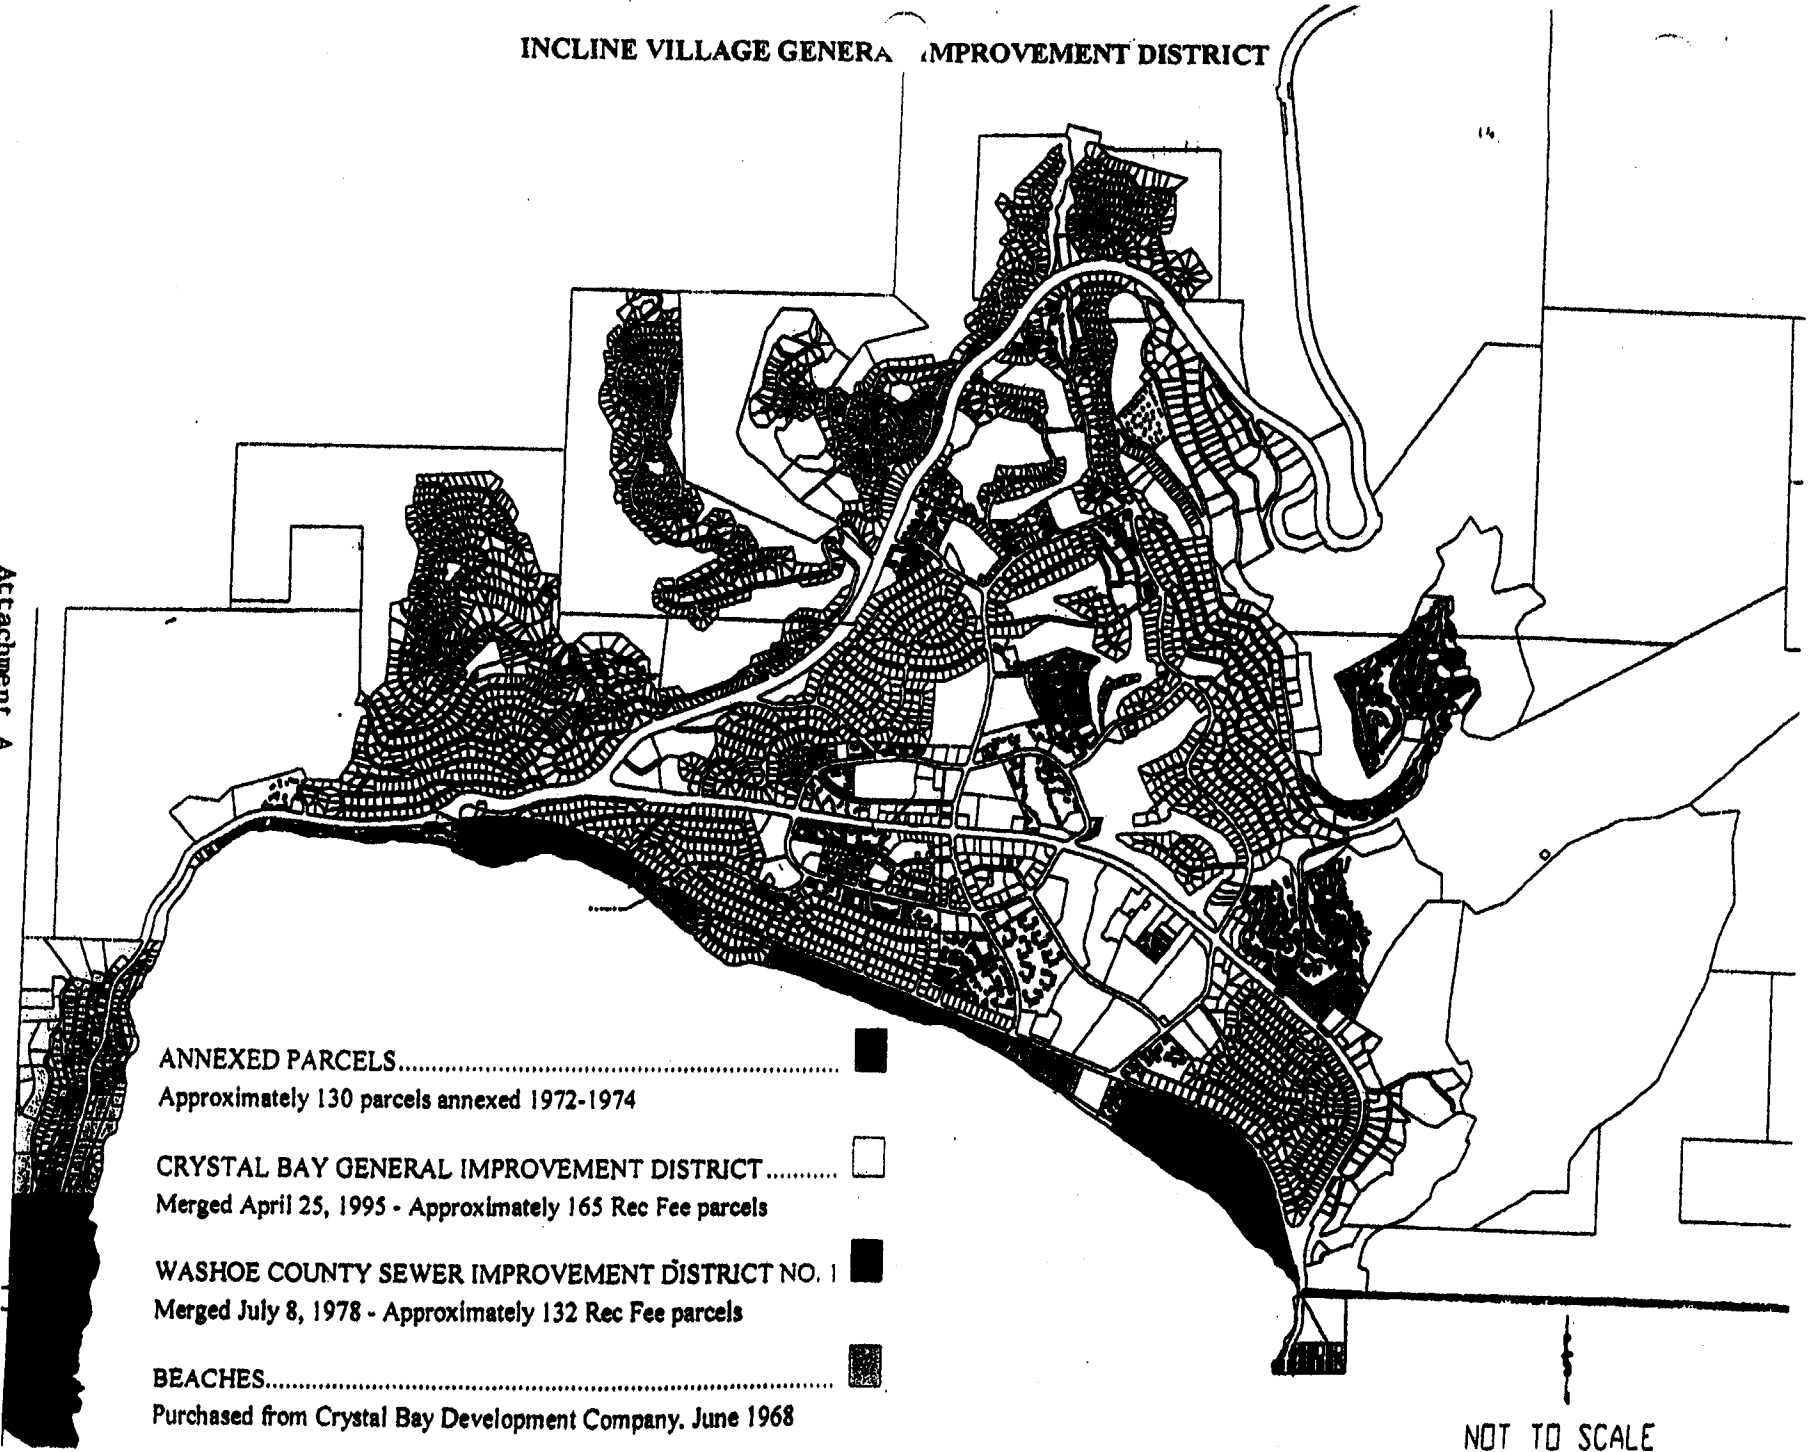 INCLINE VILLAGE GENERA IMPROVEMENT DISTRICT
Attachment A
ANNEXED PARCELS
Approximately 130 parcels annexed 1972-1974
CRYSTAL BAY GENERAL IMPROVEMENT DISTRICT
Merged April 25, 1995 - Approximately 165 Rec Fee parcels
WASHOE COUNTY SEWER IMPROVEMENT DISTRICT NO. 1
Merged July 8, 1978 - Approximately 132 Rec Fee parcels
BEACHES
Purchased from Crystal Bay Development Company. June 1968
NOT TO SCALE